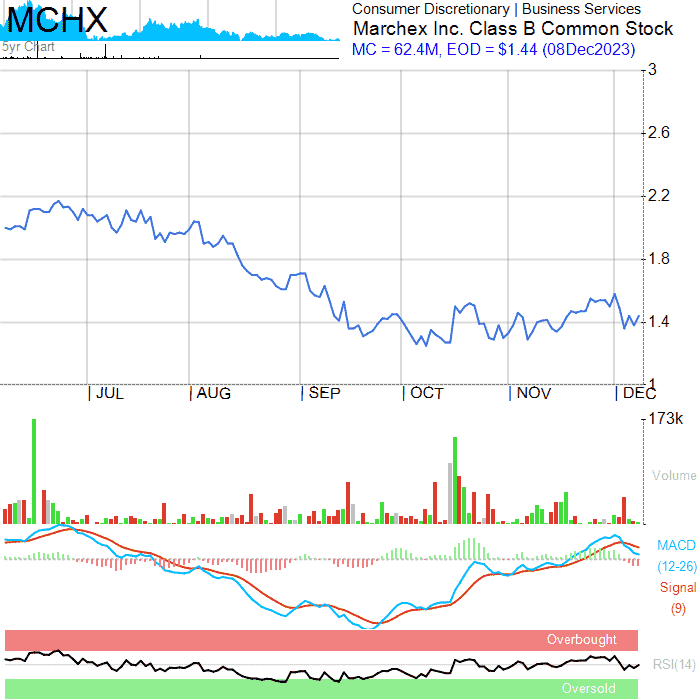 MCHX
5yr Chart
Consumer Discretionary | Business Services
Marchex Inc. Class B Common Stock
MC = 62.4M, EOD = $1.44 (08Dec2023)
3
2.6
2.2
1.8
1.4
1
JUL AUG SEP OCT NOV DEC
173k
Volume
MACD
(12-26)
Signal
(9)
Overbought
RSI(14)
Oversold